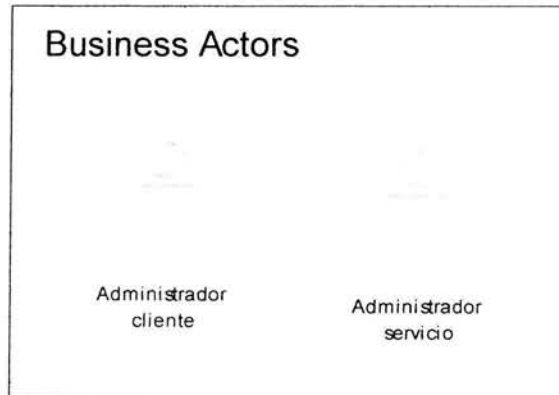 Business Actors
Administrador
cliente
Administrador
servicio